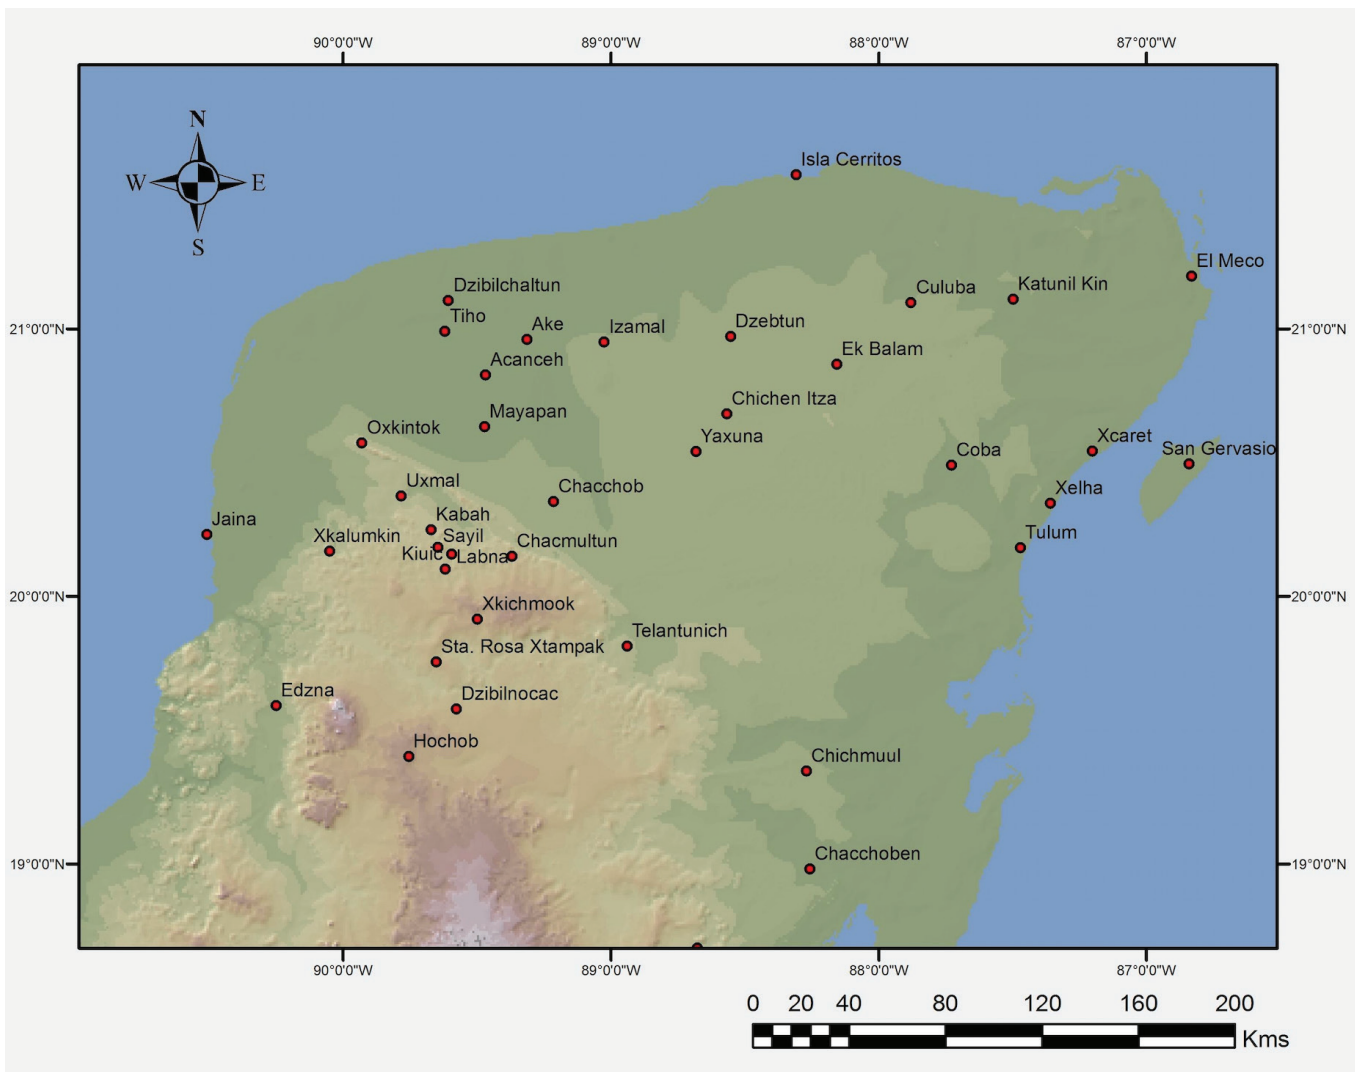 90°0'0"W 89°0'0"W 88°0'0"W 87°0'0"W
N
W E
S
Isla Cerritos
El Meco
Dzibilchaltun
Culuba
Katunil Kin
Tiho
Ake
Izamal
Dzebtun
21°0'0"N 21°0'0"N
Ek Balam
Acanceh
Chichen Itza
Mayapan
Oxkintok
Yaxuna
Xcaret
Coba
San Gervasio
Uxmal
Chacchob
Xelha
Kabah
Jaina
Xkalumkin
Sayil
Tulum
Chacmultun
Kiuic
Labna
20°0'0"N 20°0'0"N
Xkichmook
Telantunich
Sta. Rosa Xtampak
Edzna
Dzibilnocac
Hochob
Chichmuul
Chacchoben
19°0'0"N 19°0'0"N
90°0'0"W 89°0'0"W 88°0'0"W 87°0'0"W
0 20 40 80 120 160 200
Kms